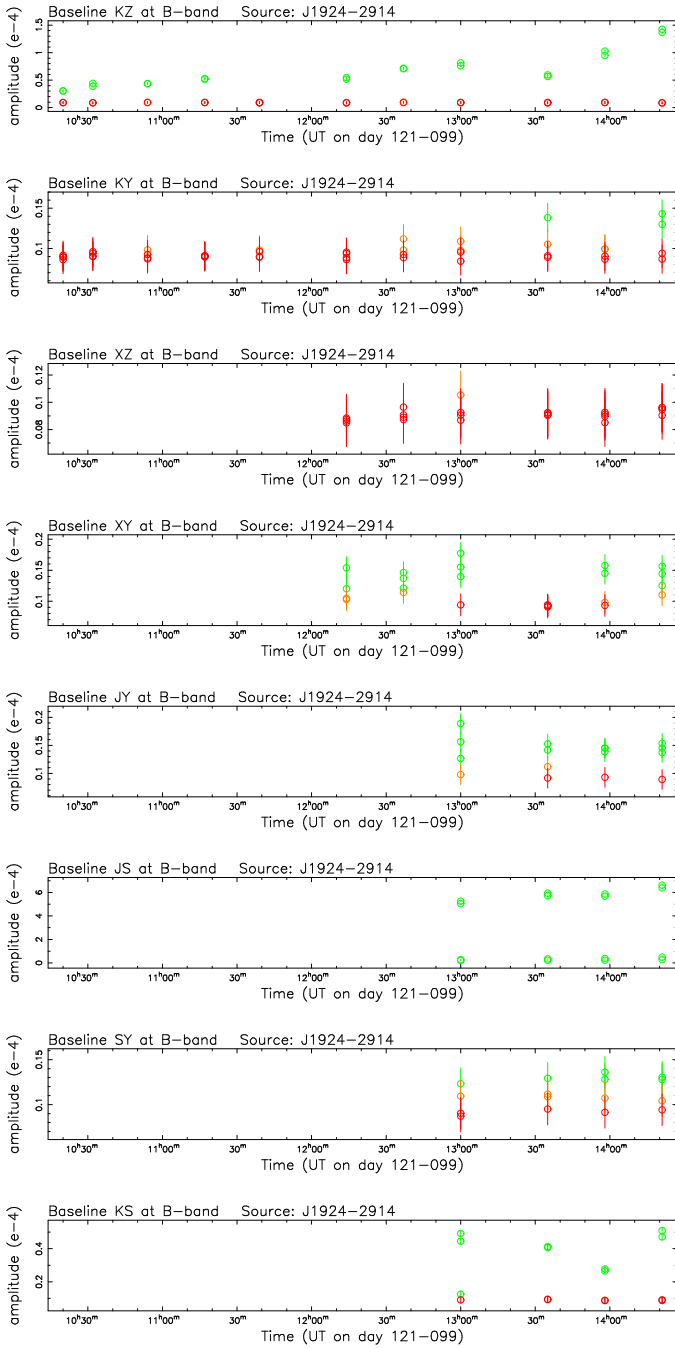 Baseline KZ at B-band Source: J1924-2914
amplitude (e-4)
0 0.5 1 1.5
10h30m 11h00m 30m 12h00m 30m 13h00m 30m 14h00m
Time (UT on day 121-099)
Baseline KY at B-band Source: J1924-2914
amplitude (e-4)
0.1 0.15
10h30m 11h00m 30m 12h00m 30m 13h00m 30m 14h00m
Time (UT on day 121-099)
Baseline XZ at B-band Source: J1924-2914
amplitude (e-4)
0.08 0.1 0.12
10h30m 11h00m 30m 12h00m 30m 13h00m 30m 14h00m
Time (UT on day 121-099)
Baseline XY at B-band Source: J1924-2914
amplitude (e-4)
0.1 0.15 0.2
10h30m 11h00m 30m 12h00m 30m 13h00m 30m 14h00m
Time (UT on day 121-099)
Baseline JY at B-band Source: J1924-2914
amplitude (e-4)
0.1 0.15 0.2
10h30m 11h00m 30m 12h00m 30m 13h00m 30m 14h00m
Time (UT on day 121-099)
Baseline JS at B-band Source: J1924-2914
amplitude (e-4)
0 2 4 6
10h30m 11h00m 30m 12h00m 30m 13h00m 30m 14h00m
Time (UT on day 121-099)
Baseline SY at B-band Source: J1924-2914
amplitude (e-4)
0.1 0.15
10h30m 11h00m 30m 12h00m 30m 13h00m 30m 14h00m
Time (UT on day 121-099)
Baseline KS at B-band Source: J1924-2914
amplitude (e-4)
0.2 0.4
10h30m 11h00m 30m 12h00m 30m 13h00m 30m 14h00m
Time (UT on day 121-099)